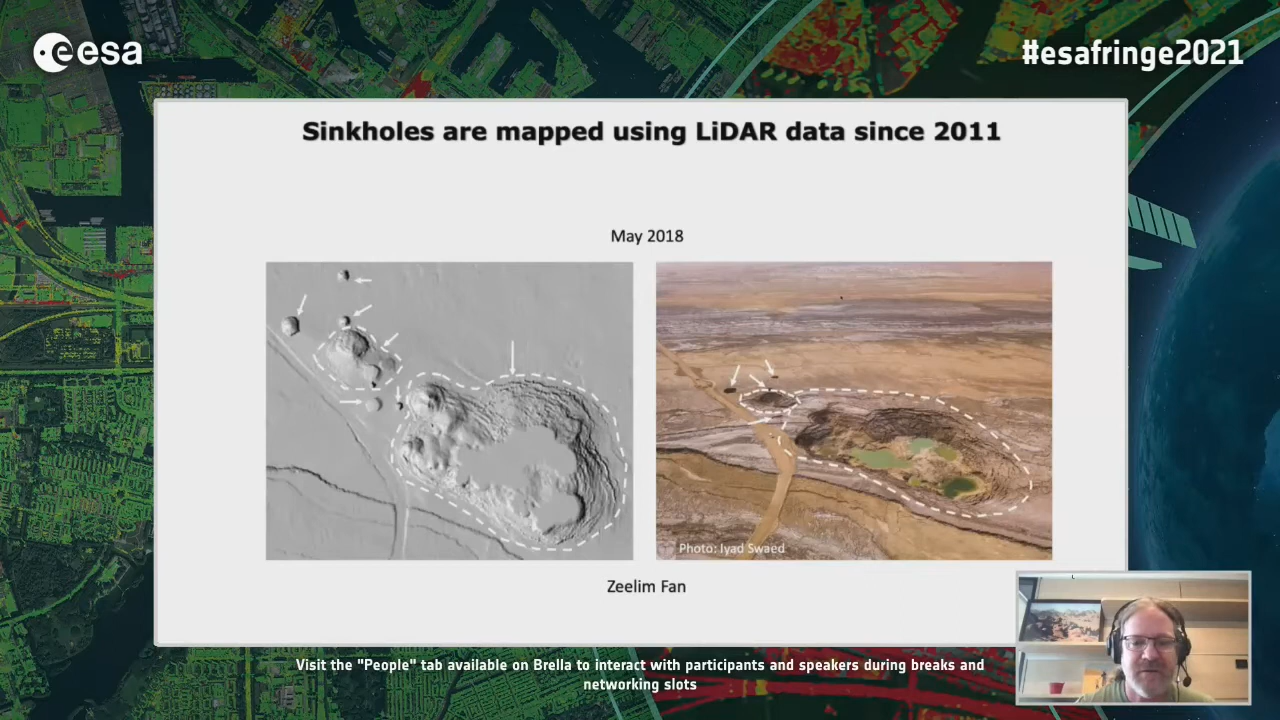 esa
#esafringe2021
Sinkholes are mapped using LiDAR data since 2011
May 2018
Photo: Iyad Swaed
Zeelim Fan
Visit the "People" tab available on Brella to interact with participants and speakers during breaks and
networking slots